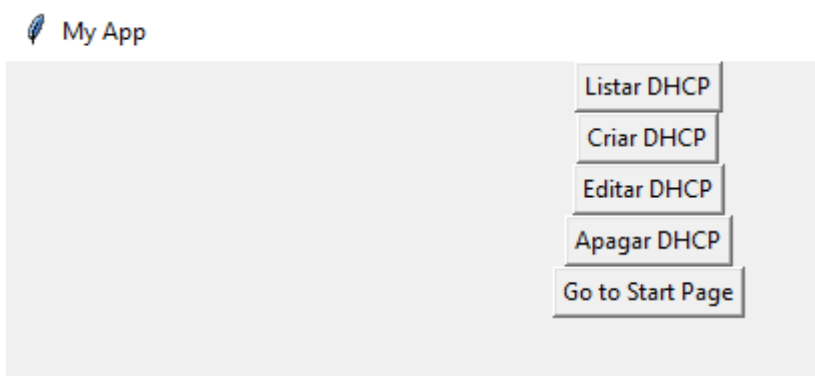 My App
Listar DHCP
Criar DHCP
Editar DHCP
Apagar DHCP
Go to Start Page